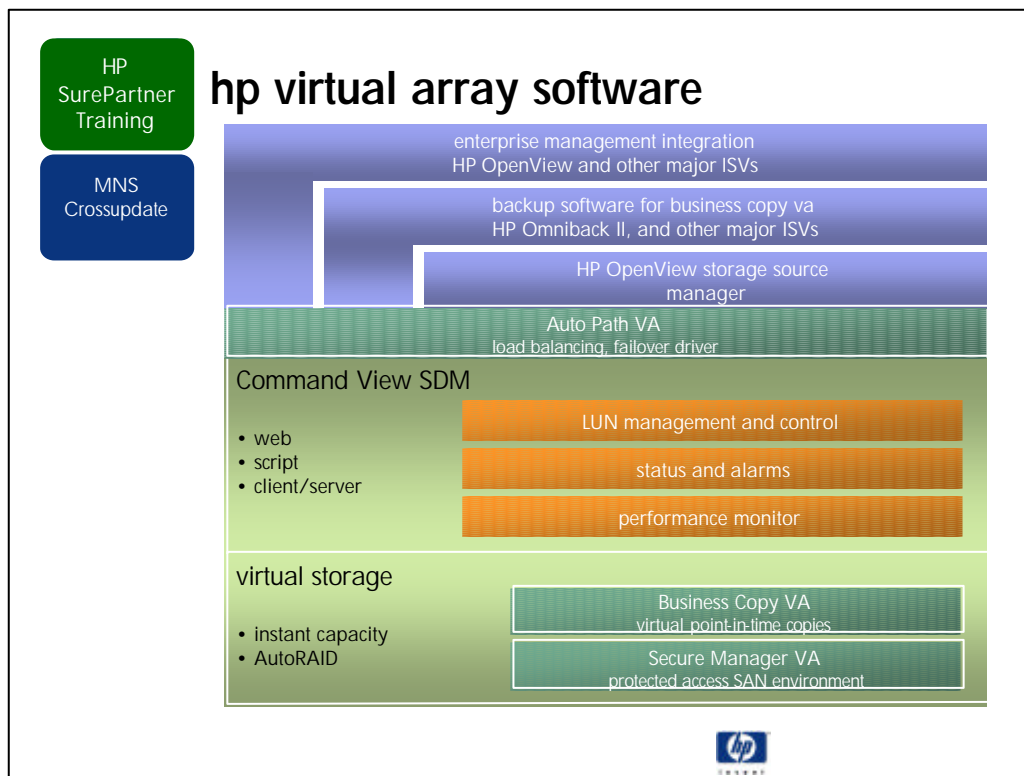 HP
SurePartner
Training
MNS
Crossupdate
hp virtual array software
enterprise management integration
HP OpenView and other major ISVs
backup software for business copy va
HP Omniback II, and other major ISVs
HP OpenView storage source
manager
Auto Path VA
load balancing, failover driver
Command View SDM
• web
• script
• client/server
LUN management and control
status and alarms
performance monitor
virtual storage
• instant capacity
• AutoRAID
Business Copy VA
virtual point-in-time copies
Secure Manager VA
protected access SAN environment
hp
invent